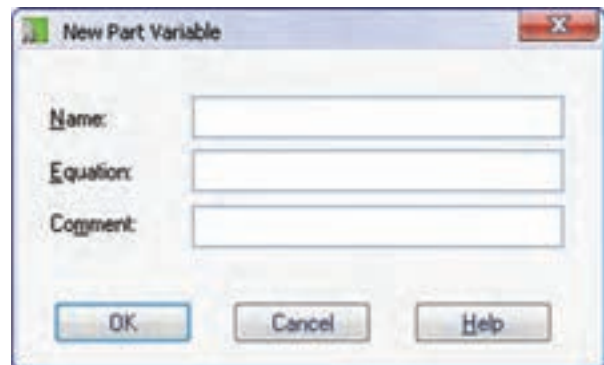 New Part Variable
Name:
Equation:
Comment:
OK Cancel Help